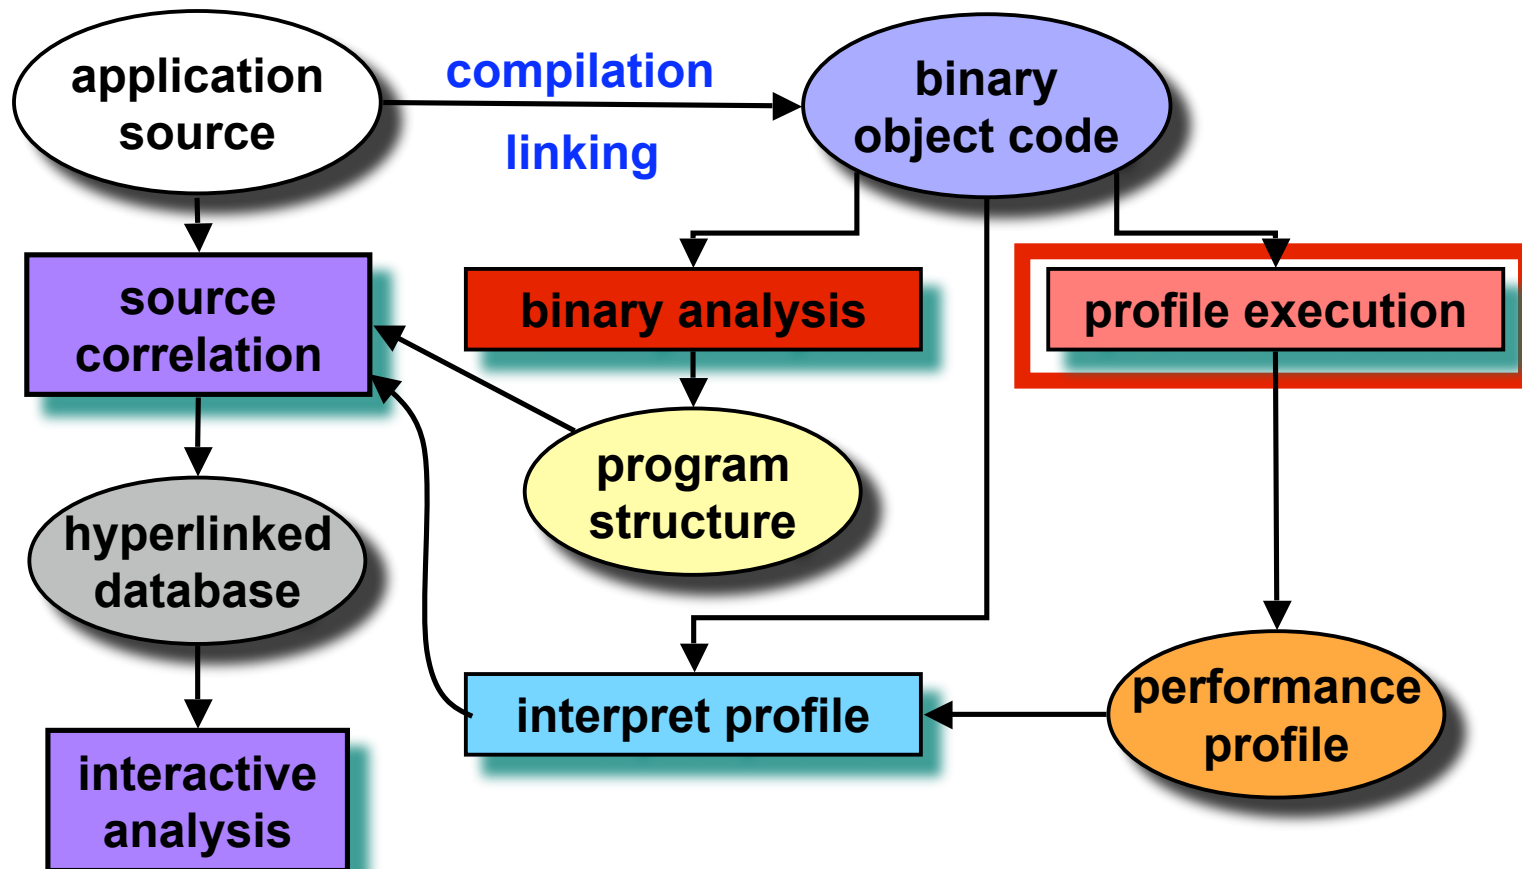 application
source
compilation
linking
binary
object code
source
correlation
binary analysis
profile execution
program
structure
hyperlinked
database
interpret profile
performance
profile
interactive
analysis